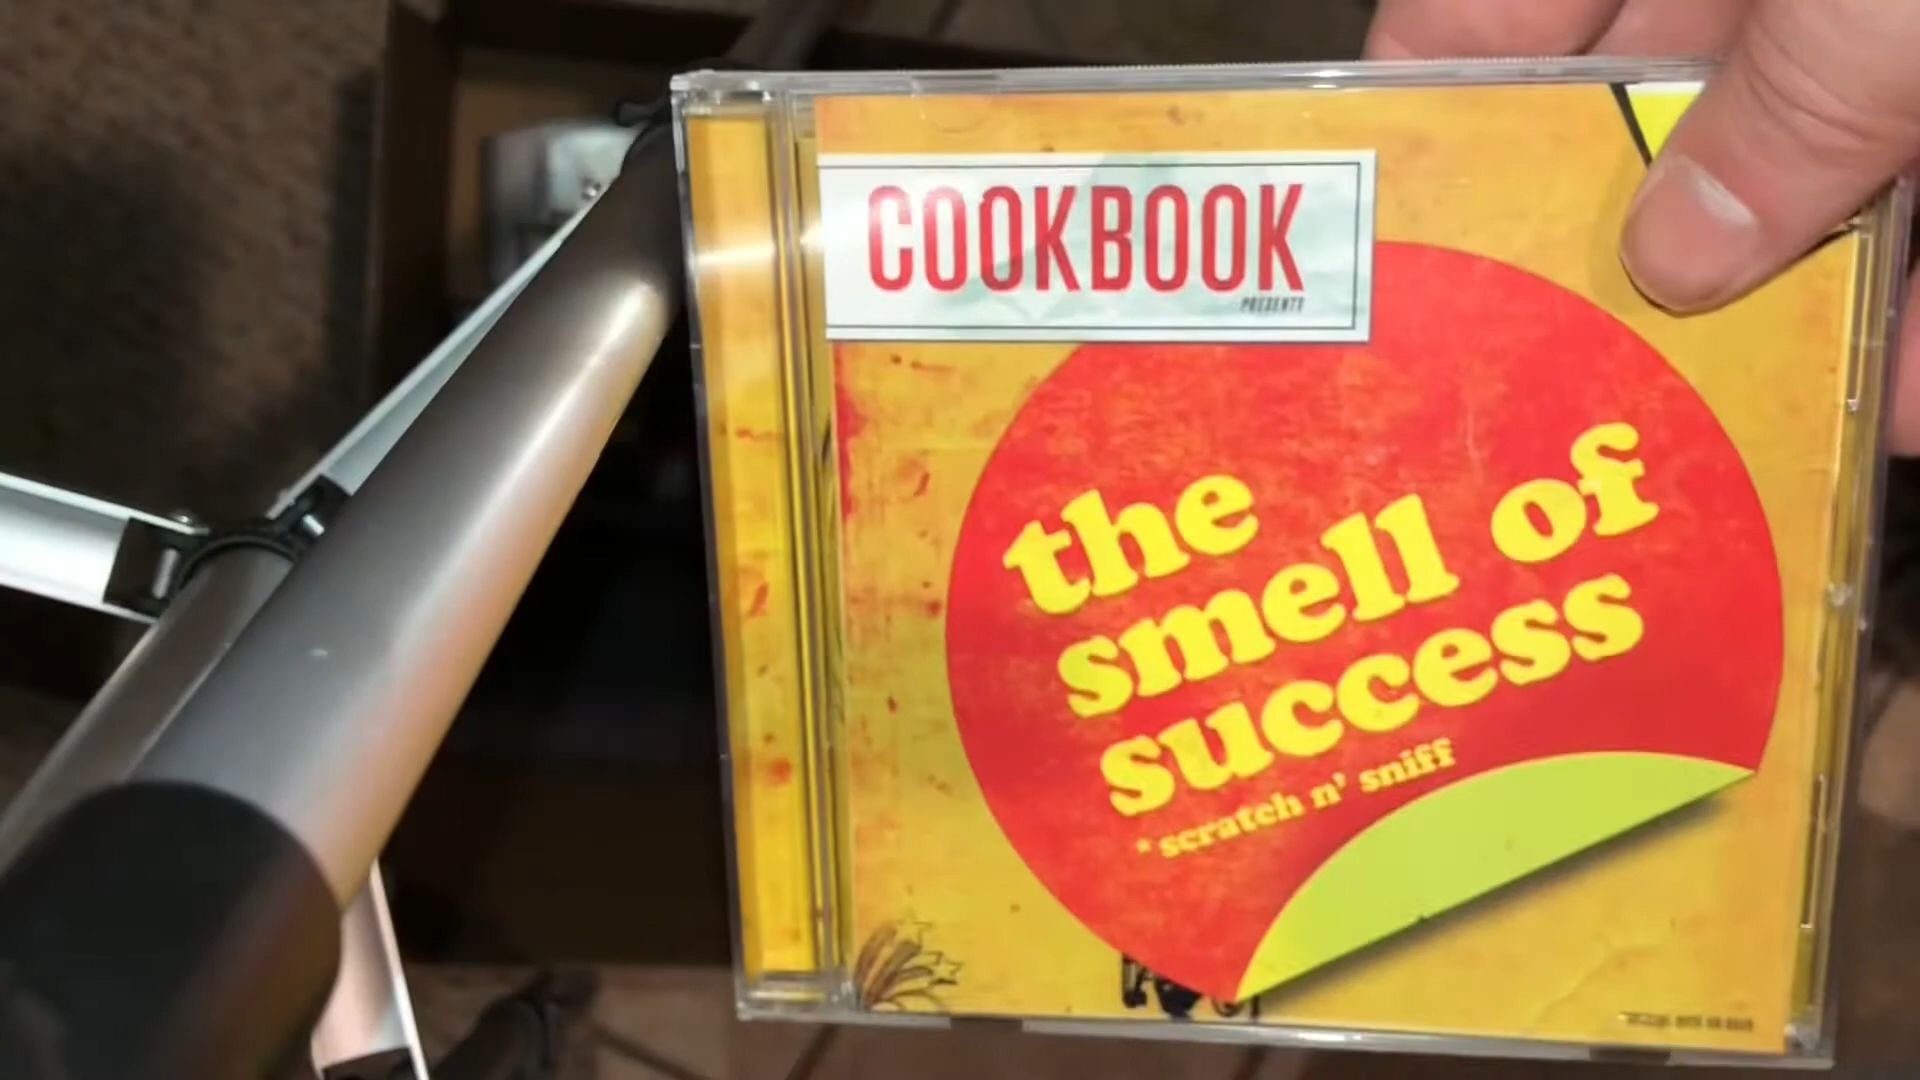 COOKBOOK
PRESENTS
the
smell of
success
*scratch n' sniff